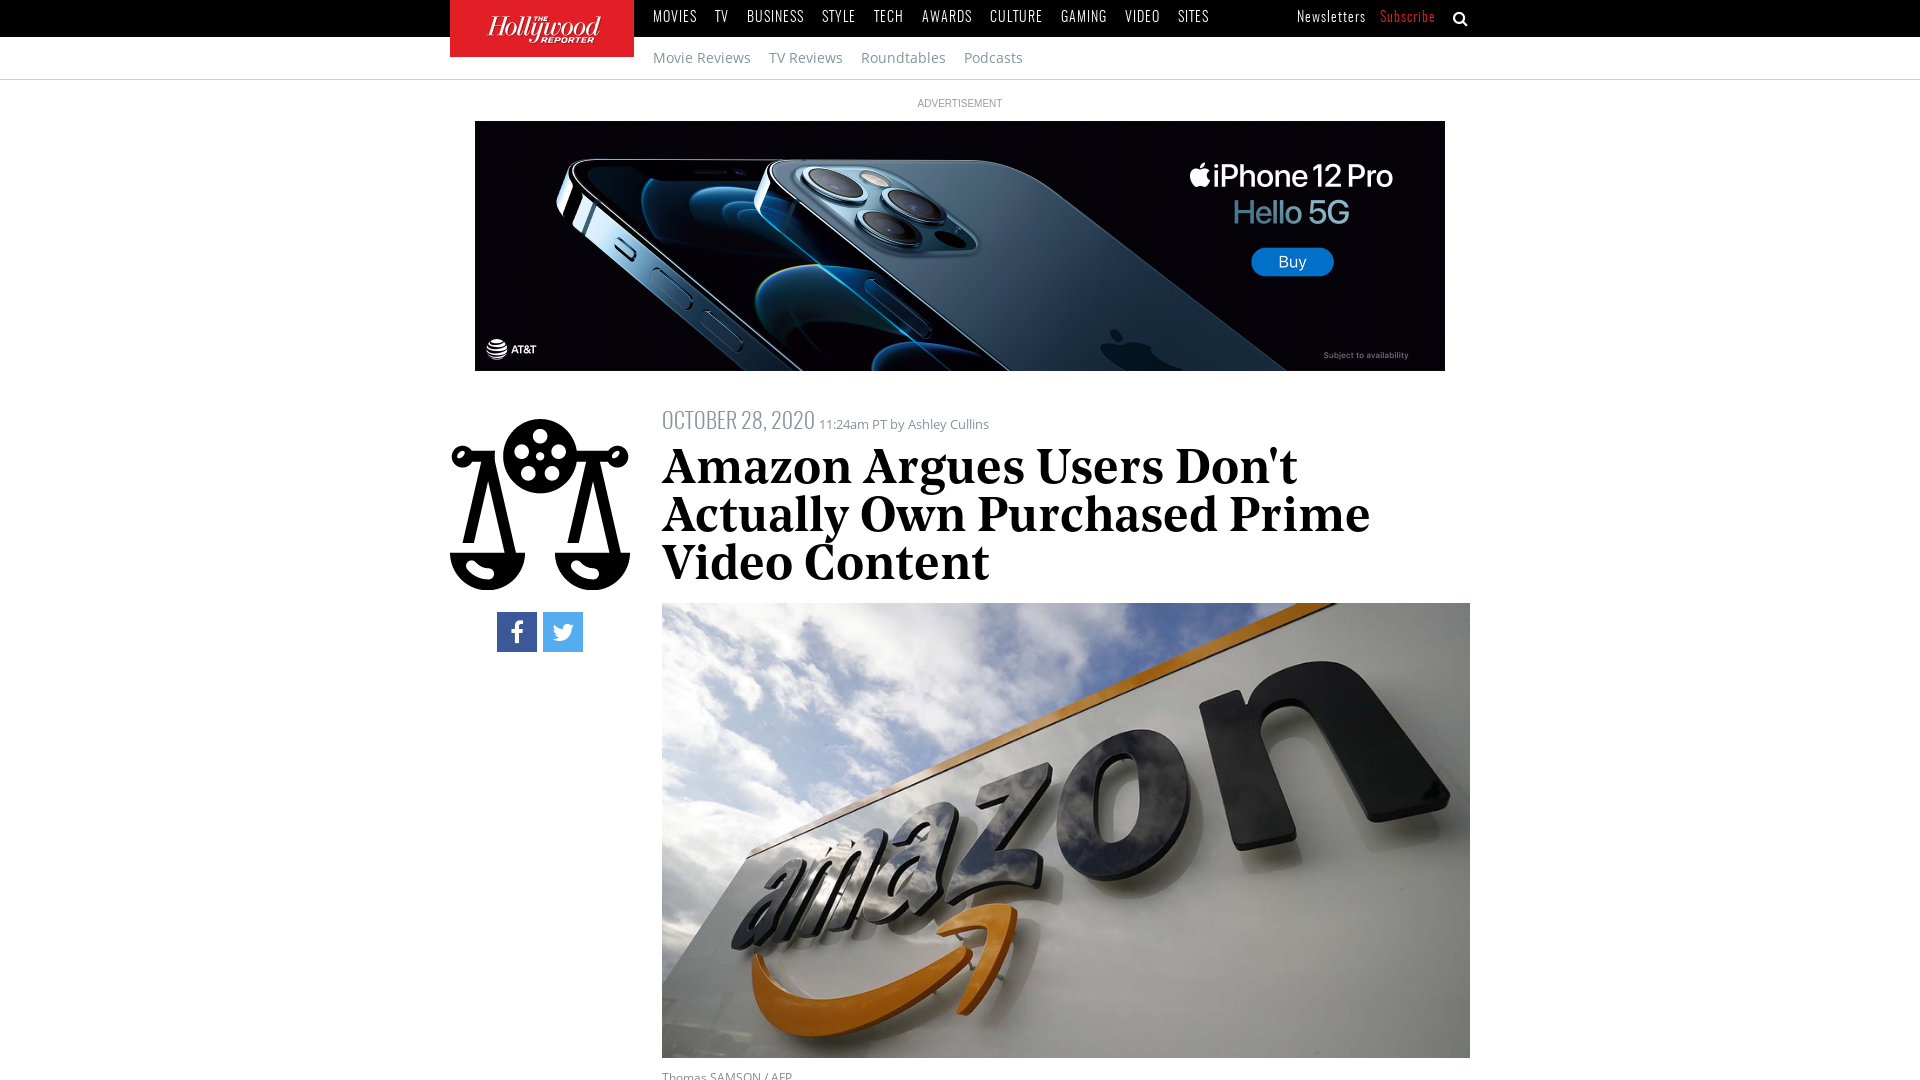 THE
Hollywood
REPORTER
MOVIES TV BUSINESS STYLE TECH AWARDS CULTURE GAMING VIDEO SITES Newsletters Subscribe
Movie Reviews TV Reviews Roundtables Podcasts
ADVERTISEMENT
iPhone 12 Pro
Hello 5G
Buy
AT&T
Subject to availability
OCTOBER 28, 2020 11:24am PT by Ashley Cullins
Amazon Argues Users Don't
Actually Own Purchased Prime
Video Content
amazon
Thomas SAMSON / AFP